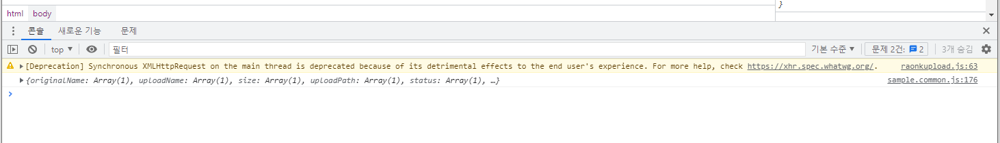 }
html body
콘솔 새로운 기능 문제
top 필터 기본 수준 문제 2건: 2 3개 숨김
[Deprecation] Synchronous XMLHttpRequest on the main thread is deprecated because of its detrimental effects to the end user's experience. For more help, check https://xhr.spec.whatwg.org/. raonkupload.js:63
{originalName: Array(1), uploadName: Array(1), size: Array(1), uploadPath: Array(1), status: Array(1), …} sample.common.js:176